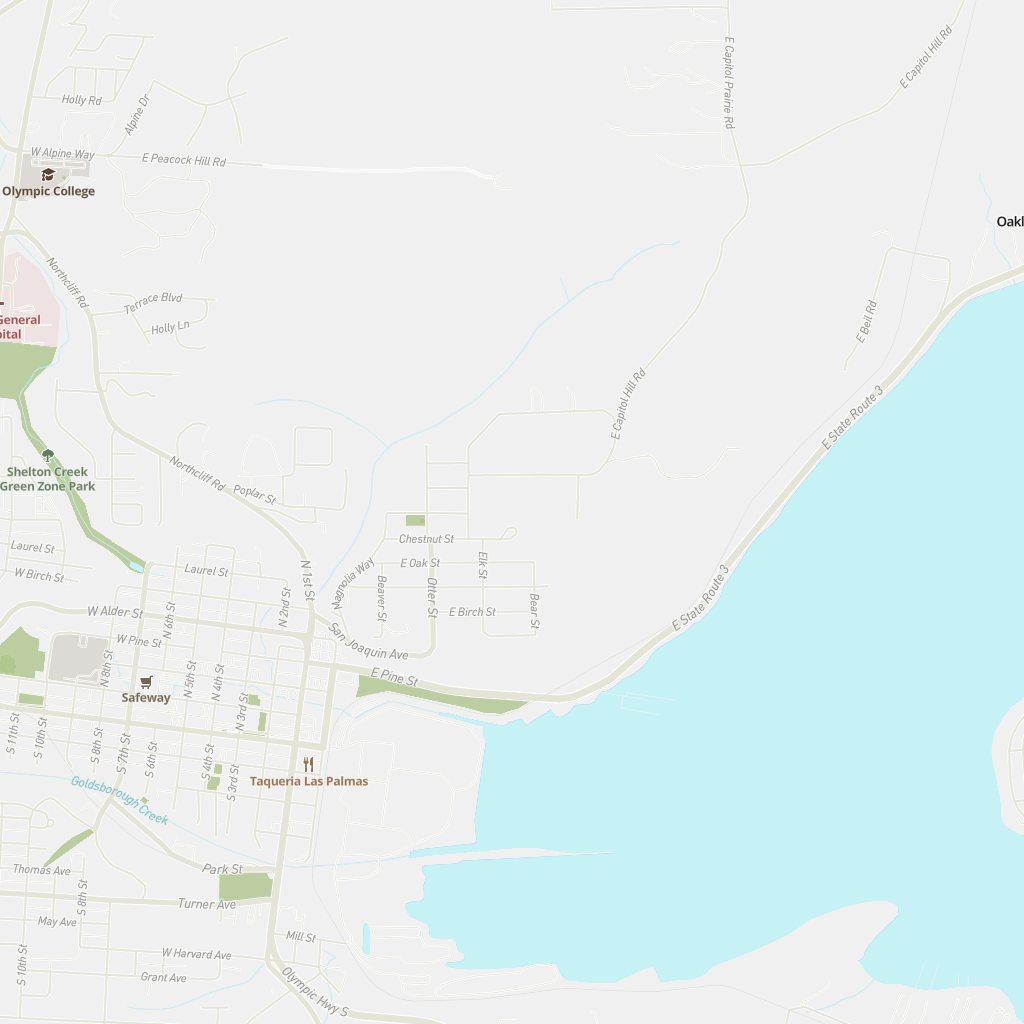 E Capitol Prairie Rd
E Capitol Hill Rd
Holly Rd
Alpine Dr
W Alpine Way
E Peacock Hill Rd
Olympic College
Oakl
Northcliff Rd
Terrace Blvd
Holly Ln
General
pital
E Beil Rd
E Capitol Hill Rd
E State Route 3
Shelton Creek
Green Zone Park
Northcliff Rd
Poplar St
Chestnut St
Laurel St
W Birch St
Laurel St
N 1st St
Magnolia Way
E Oak St
Elk St
Beaver St
Otter St
Bear St
E Birch St
E State Route 3
W Alder St
N 6th St
N 2nd St
W Pine St
San Joaquin Ave
E Pine St
N 8th St
N 5th St
N 4th St
Safeway
N 3rd St
S 11th St
S 10th St
S 8th St
S 7th St
S 6th St
S 4th St
S 3rd St
Taqueria Las Palmas
Goldsborough Creek
Thomas Ave
Park St
S 8th St
Turner Ave
May Ave
Mill St
S 10th St
W Harvard Ave
Grant Ave
Olympic Hwy S